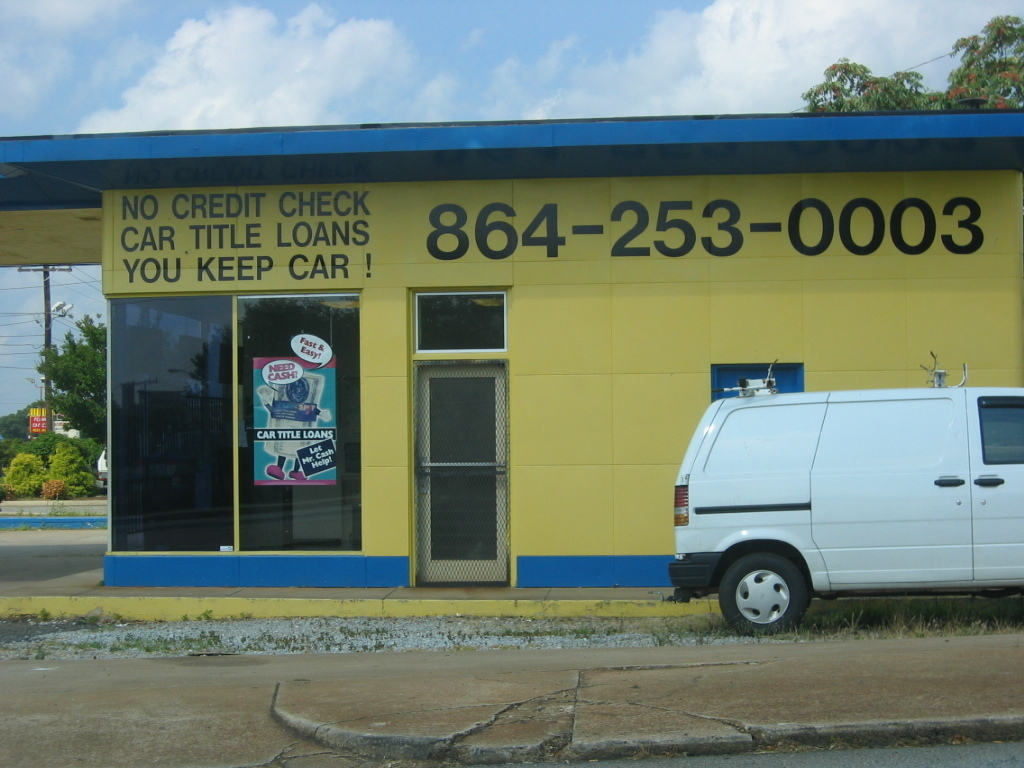 NO CREDIT CHECK
CAR TITLE LOANS
YOU KEEP CAR !
864-253-0003
Fast &
Easy!
NEED
CASH?
CAR TITLE LOANS
Let
Mr. Cash
Help!